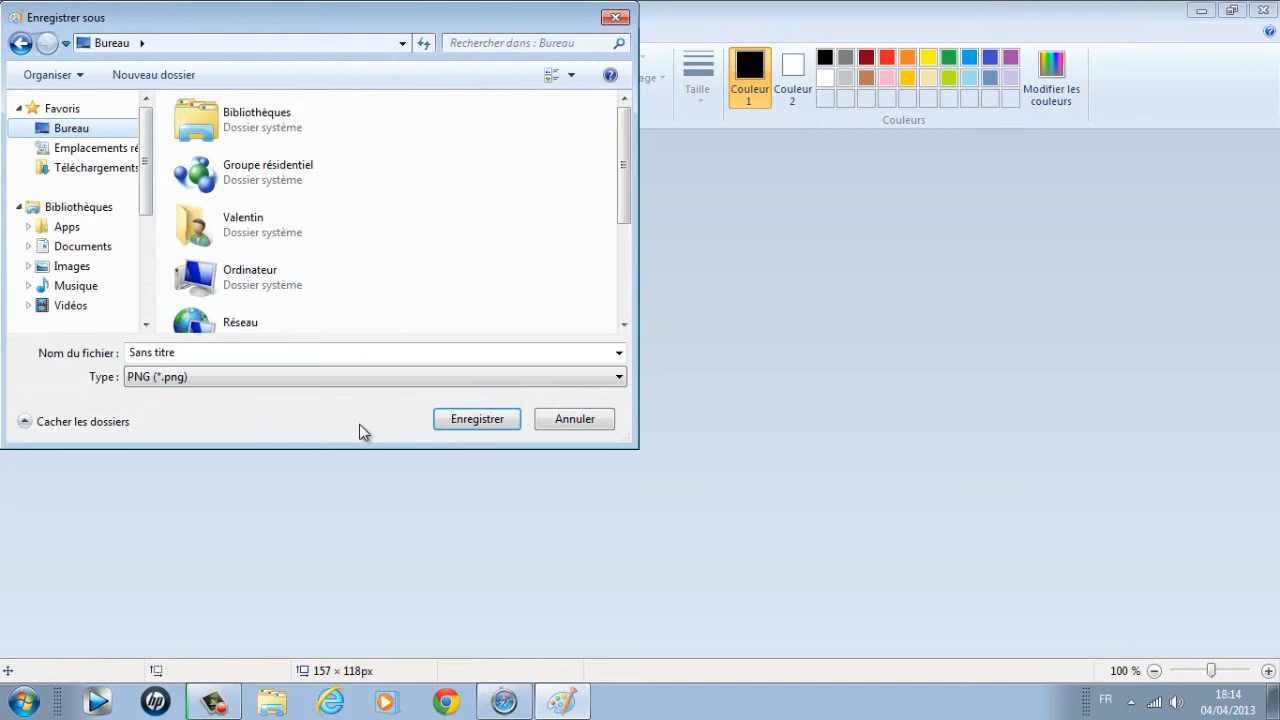 Enregistrer sous
Bureau
Rechercher dans : Bureau
Organiser
Nouveau dossier
Favoris
Bureau
Emplacements ré
Téléchargements
Bibliothèques
Apps
Documents
Images
Musique
Vidéos
Bibliothèques
Dossier système
Groupe résidentiel
Dossier système
Valentin
Dossier système
Ordinateur
Dossier système
Réseau
Nom du fichier :
Sans titre
Type :
PNG (*.png)
Cacher les dossiers
Enregistrer
Annuler
age
Taille
Couleur
1
Couleur
2
Modifier les
couleurs
Couleurs
157 × 118px
100 %
hp
FR
18:14
04/04/2013